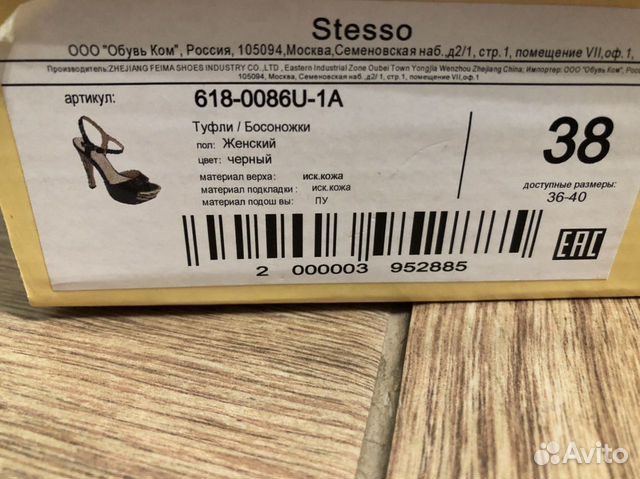 Stesso
ООО "Обувь Ком", Россия, 105094,Москва,Семеновская наб.,д2/1, стр.1, помещение VII,оф.1,
Производитель:ZHEJIANG FEIMA SHOES INDUSTRY CO.,LTD , Eastern Industrial Zone Oubei Town Yongjia Wenzhou Zhejiang China; Импортер: ООО "Обувь Ком",
105094, Москва, Семеновская наб., д.2/1, стр.1, помещение VII,оф.1
артикул: 618-0086U-1A
Туфли / Босоножки
пол: Женский
цвет: черный
материал верха: иск.кожа
материал подкладки : иск.кожа
материал подош вы: ПУ
38
доступные размеры:
36-40
2 000003 952885
EAC
Avito